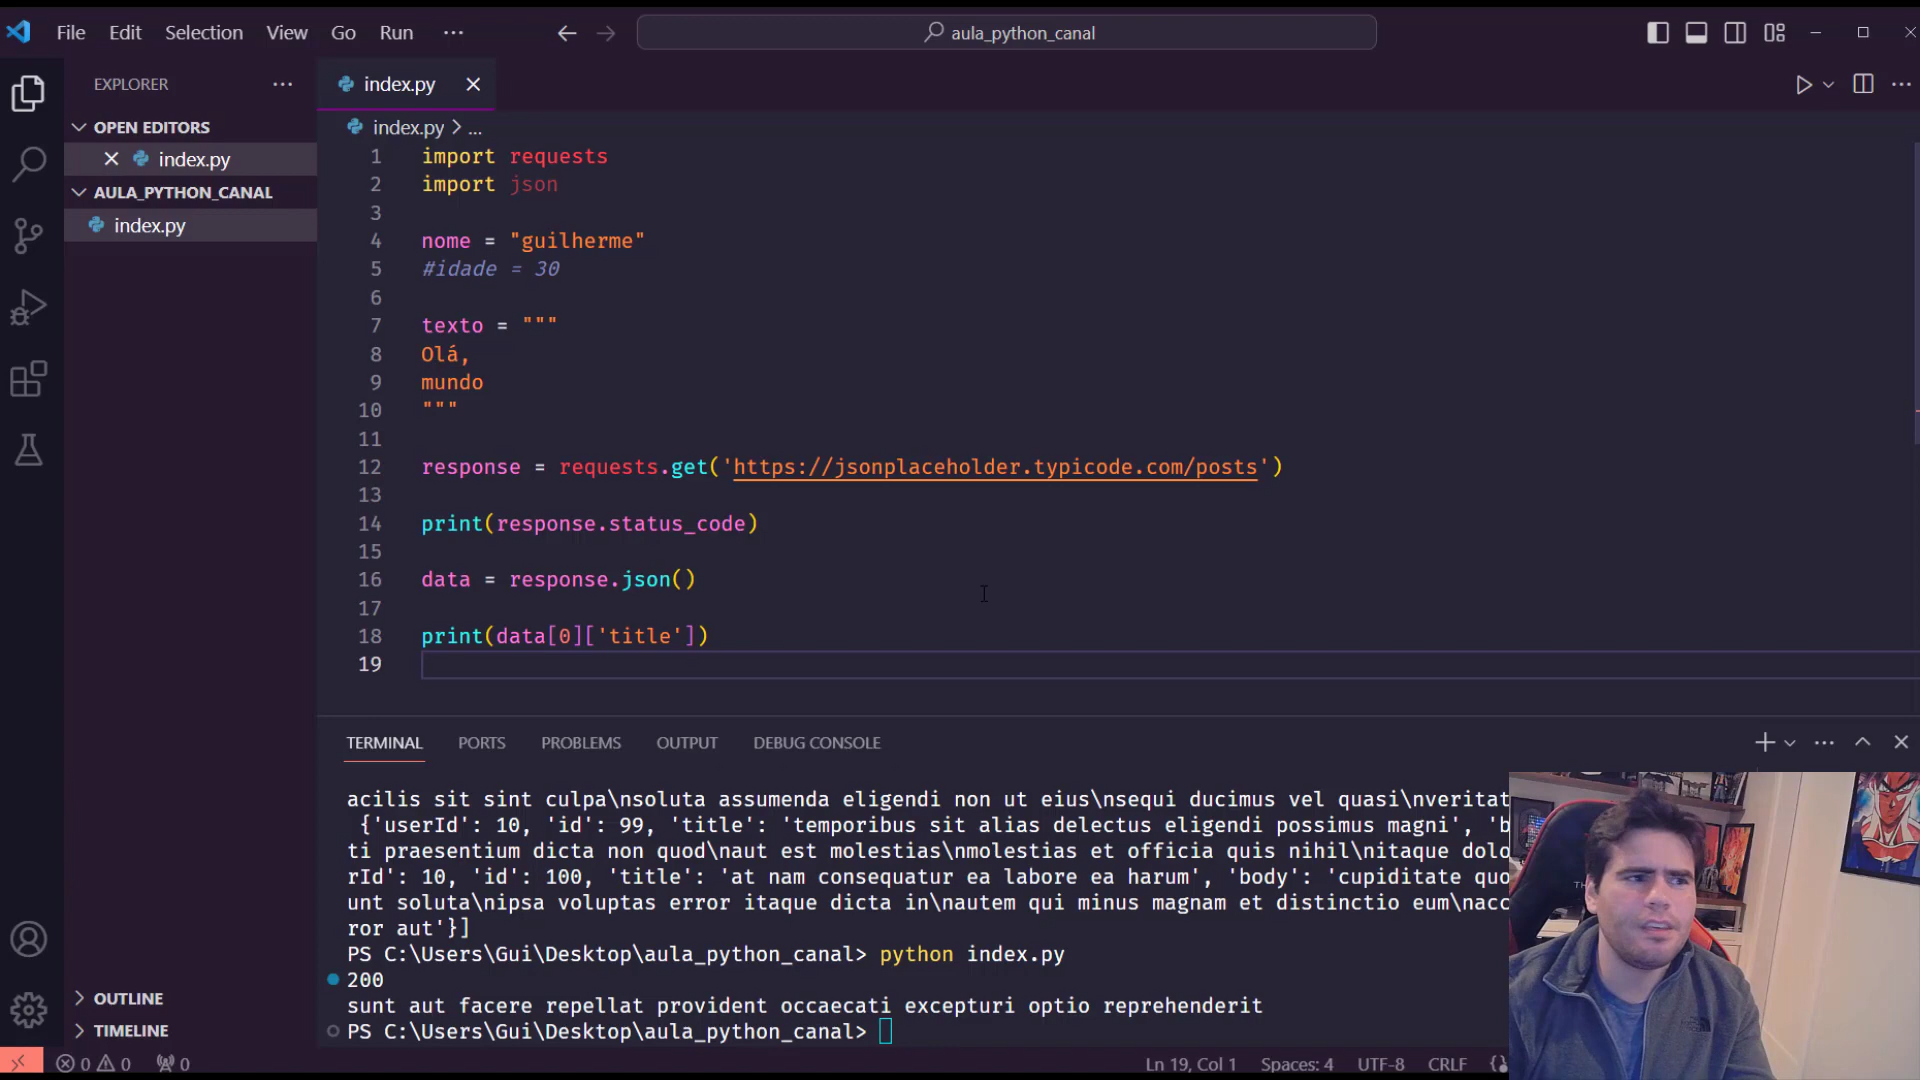 File Edit Selection View Go Run ... aula_python_canal
EXPLORER ...
OPEN EDITORS
index.py
AULA_PYTHON_CANAL
index.py
OUTLINE
TIMELINE
index.py
index.py > ...
1 import requests
2 import json
3
4 nome = "guilherme"
5 #idade = 30
6
7 texto = """
8 Olá,
9 mundo
10 """
11
12 response = requests.get('https://jsonplaceholder.typicode.com/posts')
13
14 print(response.status_code)
15
16 data = response.json()
17
18 print(data[0]['title'])
19
TERMINAL PORTS PROBLEMS OUTPUT DEBUG CONSOLE
acilis sit sint culpa\nsoluta assumenda eligendi non ut eius\nsequi ducimus vel quasi\nveritat
{'userId': 10, 'id': 99, 'title': 'temporibus sit alias delectus eligendi possimus magni', 'b
ti praesentium dicta non quod\naut est molestias\nmolestias et officia quis nihil\nitaque dolo
rId': 10, 'id': 100, 'title': 'at nam consequatur ea labore ea harum', 'body': 'cupiditate quo
unt soluta\nipsa voluptas error itaque dicta in\nautem qui minus magnam et distinctio eum\nacc
ror aut'}]
PS C:\Users\Gui\Desktop\aula_python_canal> python index.py
200
sunt aut facere repellat provident occaecati excepturi optio reprehenderit
PS C:\Users\Gui\Desktop\aula_python_canal>
0 0 0 Ln 19, Col 1 Spaces: 4 UTF-8 CRLF {